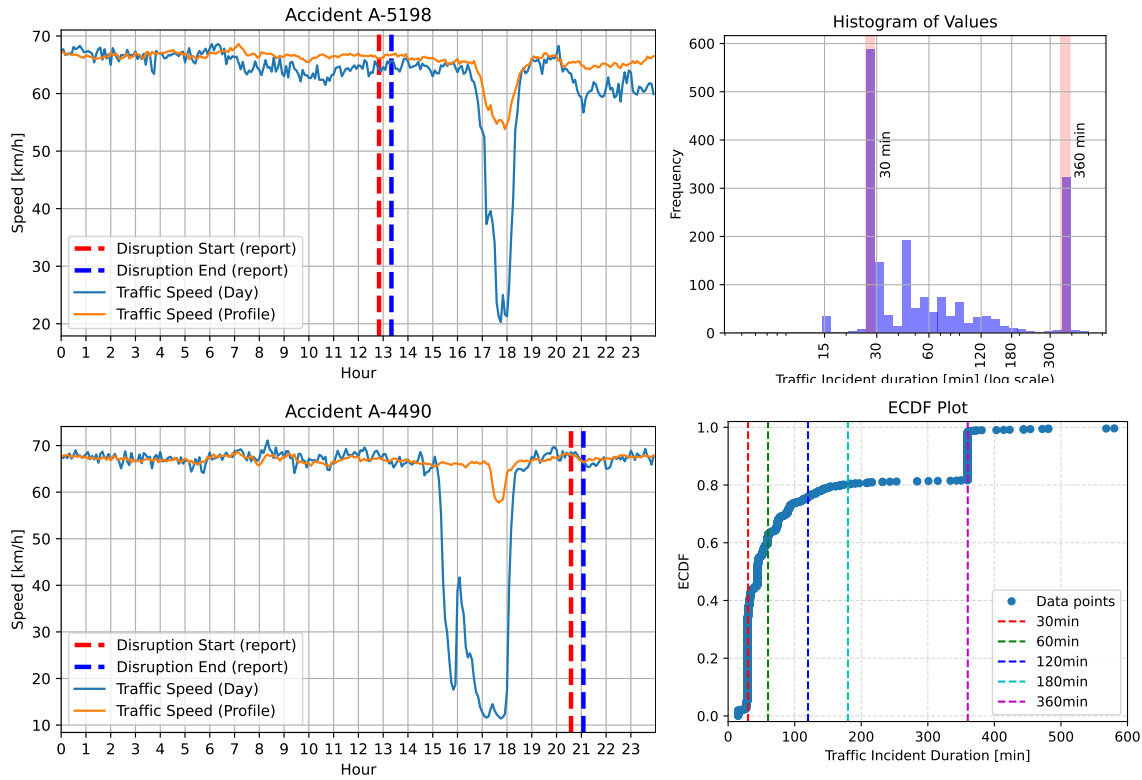 Accident A-5198
70
60
50
40
30
20
Speed [km/h]
Disruption Start (report)
Disruption End (report)
Traffic Speed (Day)
Traffic Speed (Profile)
0 1 2 3 4 5 6 7 8 9 10 11 12 13 14 15 16 17 18 19 20 21 22 23
Hour
Histogram of Values
600
500
400
300
200
100
0
Frequency
30 min
360 min
15 30 60 120 180 300
Traffic Incident duration [min] (log scale)
Accident A-4490
70
60
50
40
30
20
10
Speed [km/h]
Disruption Start (report)
Disruption End (report)
Traffic Speed (Day)
Traffic Speed (Profile)
0 1 2 3 4 5 6 7 8 9 10 11 12 13 14 15 16 17 18 19 20 21 22 23
Hour
ECDF Plot
1.0
0.8
0.6
0.4
0.2
0.0
ECDF
Data points
30min
60min
120min
180min
360min
0 100 200 300 400 500 600
Traffic Incident Duration [min]